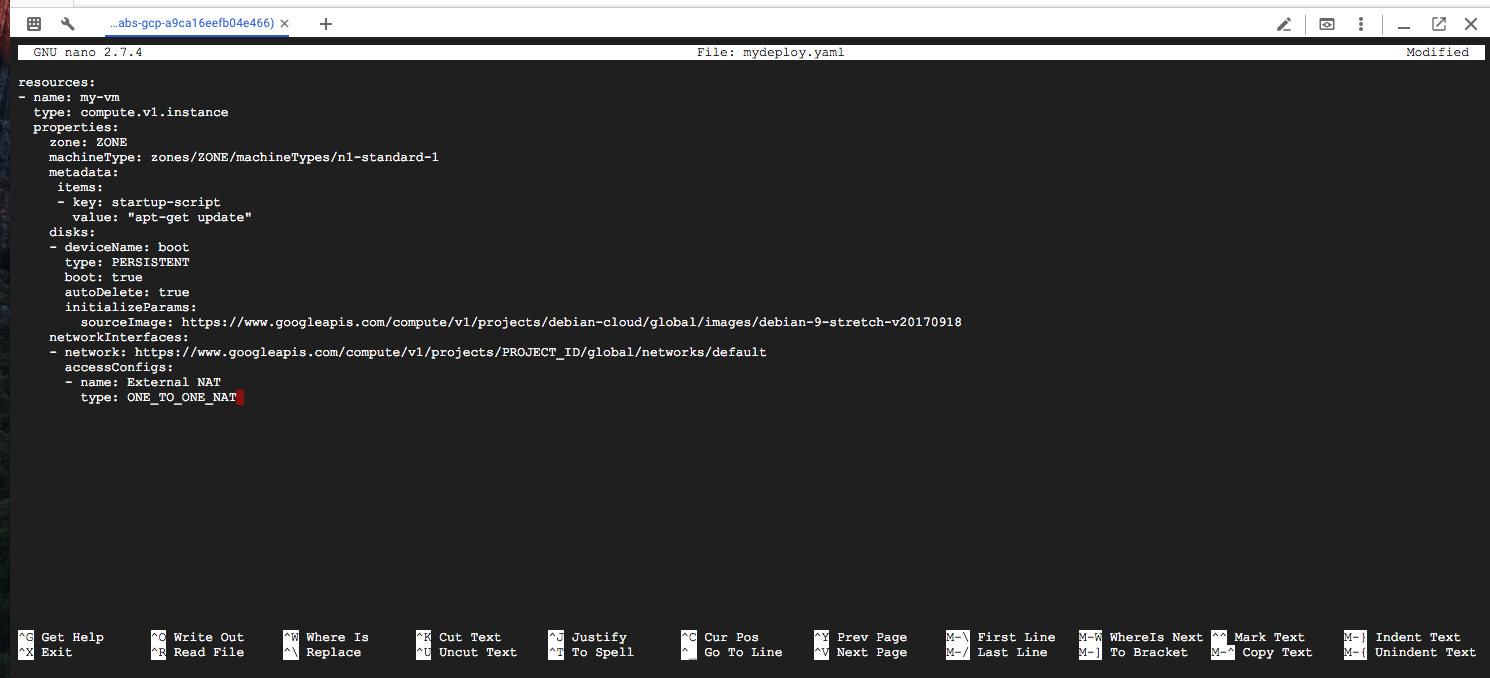 ...abs-gcp-a9ca16eefb04e466)
GNU nano 2.7.4 File: mydeploy.yaml Modified
resources:
- name: my-vm
  type: compute.v1.instance
  properties:
    zone: ZONE
    machineType: zones/ZONE/machineTypes/n1-standard-1
    metadata:
     items:
     - key: startup-script
       value: "apt-get update"
    disks:
    - deviceName: boot
      type: PERSISTENT
      boot: true
      autoDelete: true
      initializeParams:
        sourceImage: https://www.googleapis.com/compute/v1/projects/debian-cloud/global/images/debian-9-stretch-v20170918
    networkInterfaces:
    - network: https://www.googleapis.com/compute/v1/projects/PROJECT_ID/global/networks/default
      accessConfigs:
      - name: External NAT
        type: ONE_TO_ONE_NAT
^G Get Help ^O Write Out ^W Where Is ^K Cut Text ^J Justify ^C Cur Pos ^Y Prev Page M-\ First Line M-W WhereIs Next ^^ Mark Text M-} Indent Text
^X Exit ^R Read File ^\ Replace ^U Uncut Text ^T To Spell ^_ Go To Line ^V Next Page M-/ Last Line M-] To Bracket M-^ Copy Text M-{ Unindent Text